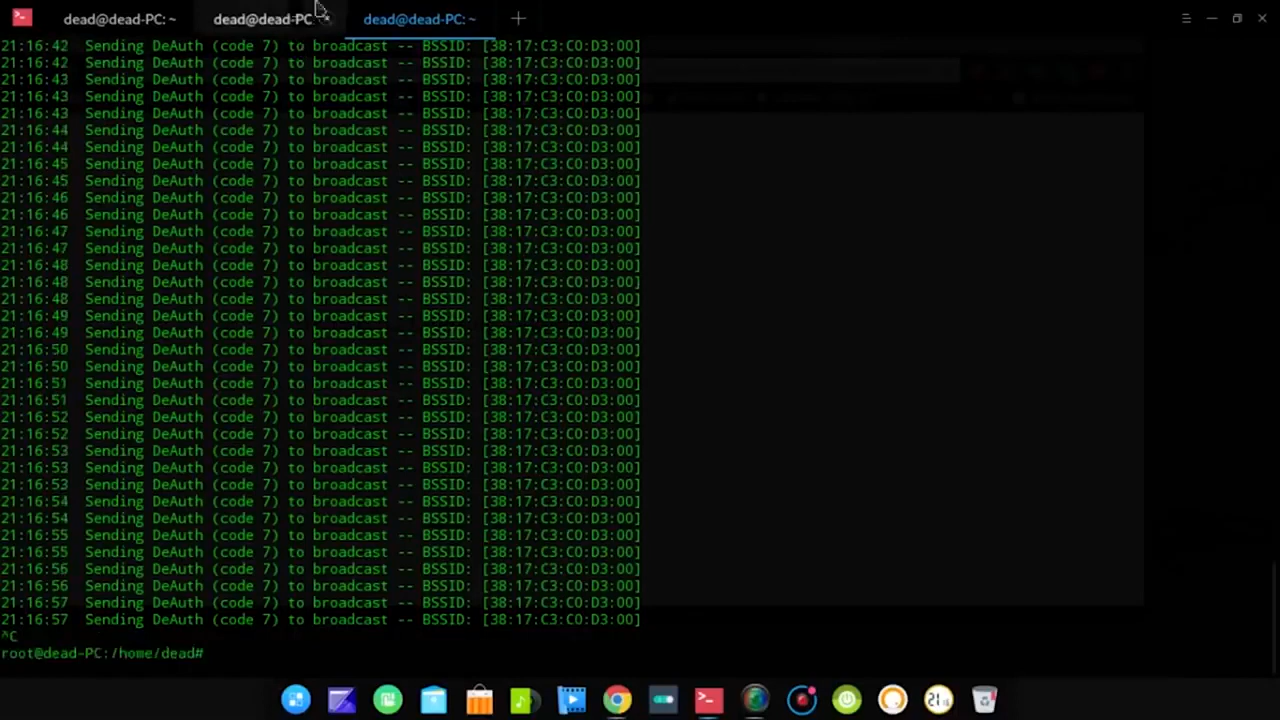 dead@dead-PC: ~ dead@dead-PC dead@dead-PC: ~
21:16:42 Sending DeAuth (code 7) to broadcast -- BSSID: [38:17:C3:C0:D3:00]
21:16:42 Sending DeAuth (code 7) to broadcast -- BSSID: [38:17:C3:C0:D3:00]
21:16:43 Sending DeAuth (code 7) to broadcast -- BSSID: [38:17:C3:C0:D3:00]
21:16:43 Sending DeAuth (code 7) to broadcast -- BSSID: [38:17:C3:C0:D3:00]
21:16:43 Sending DeAuth (code 7) to broadcast -- BSSID: [38:17:C3:C0:D3:00]
21:16:44 Sending DeAuth (code 7) to broadcast -- BSSID: [38:17:C3:C0:D3:00]
21:16:44 Sending DeAuth (code 7) to broadcast -- BSSID: [38:17:C3:C0:D3:00]
21:16:45 Sending DeAuth (code 7) to broadcast -- BSSID: [38:17:C3:C0:D3:00]
21:16:45 Sending DeAuth (code 7) to broadcast -- BSSID: [38:17:C3:C0:D3:00]
21:16:46 Sending DeAuth (code 7) to broadcast -- BSSID: [38:17:C3:C0:D3:00]
21:16:46 Sending DeAuth (code 7) to broadcast -- BSSID: [38:17:C3:C0:D3:00]
21:16:47 Sending DeAuth (code 7) to broadcast -- BSSID: [38:17:C3:C0:D3:00]
21:16:47 Sending DeAuth (code 7) to broadcast -- BSSID: [38:17:C3:C0:D3:00]
21:16:48 Sending DeAuth (code 7) to broadcast -- BSSID: [38:17:C3:C0:D3:00]
21:16:48 Sending DeAuth (code 7) to broadcast -- BSSID: [38:17:C3:C0:D3:00]
21:16:48 Sending DeAuth (code 7) to broadcast -- BSSID: [38:17:C3:C0:D3:00]
21:16:49 Sending DeAuth (code 7) to broadcast -- BSSID: [38:17:C3:C0:D3:00]
21:16:49 Sending DeAuth (code 7) to broadcast -- BSSID: [38:17:C3:C0:D3:00]
21:16:50 Sending DeAuth (code 7) to broadcast -- BSSID: [38:17:C3:C0:D3:00]
21:16:50 Sending DeAuth (code 7) to broadcast -- BSSID: [38:17:C3:C0:D3:00]
21:16:51 Sending DeAuth (code 7) to broadcast -- BSSID: [38:17:C3:C0:D3:00]
21:16:51 Sending DeAuth (code 7) to broadcast -- BSSID: [38:17:C3:C0:D3:00]
21:16:52 Sending DeAuth (code 7) to broadcast -- BSSID: [38:17:C3:C0:D3:00]
21:16:52 Sending DeAuth (code 7) to broadcast -- BSSID: [38:17:C3:C0:D3:00]
21:16:53 Sending DeAuth (code 7) to broadcast -- BSSID: [38:17:C3:C0:D3:00]
21:16:53 Sending DeAuth (code 7) to broadcast -- BSSID: [38:17:C3:C0:D3:00]
21:16:53 Sending DeAuth (code 7) to broadcast -- BSSID: [38:17:C3:C0:D3:00]
21:16:54 Sending DeAuth (code 7) to broadcast -- BSSID: [38:17:C3:C0:D3:00]
21:16:54 Sending DeAuth (code 7) to broadcast -- BSSID: [38:17:C3:C0:D3:00]
21:16:55 Sending DeAuth (code 7) to broadcast -- BSSID: [38:17:C3:C0:D3:00]
21:16:55 Sending DeAuth (code 7) to broadcast -- BSSID: [38:17:C3:C0:D3:00]
21:16:56 Sending DeAuth (code 7) to broadcast -- BSSID: [38:17:C3:C0:D3:00]
21:16:56 Sending DeAuth (code 7) to broadcast -- BSSID: [38:17:C3:C0:D3:00]
21:16:57 Sending DeAuth (code 7) to broadcast -- BSSID: [38:17:C3:C0:D3:00]
21:16:57 Sending DeAuth (code 7) to broadcast -- BSSID: [38:17:C3:C0:D3:00]
^C
root@dead-PC:/home/dead#
21